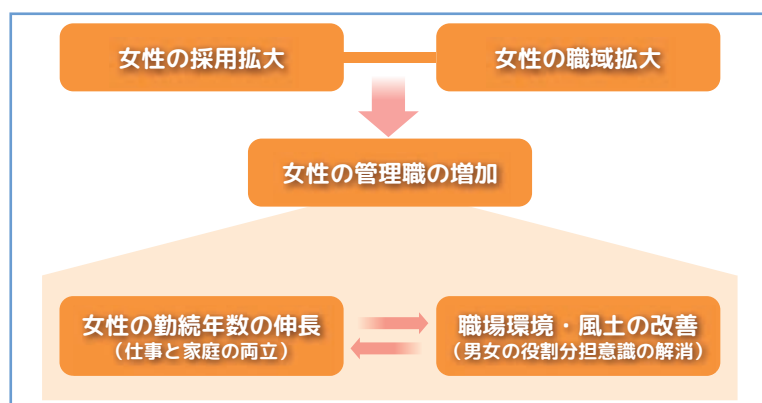 女性の採用拡大
女性の職域拡大
女性の管理職の増加
女性の勤続年数の伸長
（仕事と家庭の両立）
職場環境・風土の改善
（男女の役割分担意識の解消）